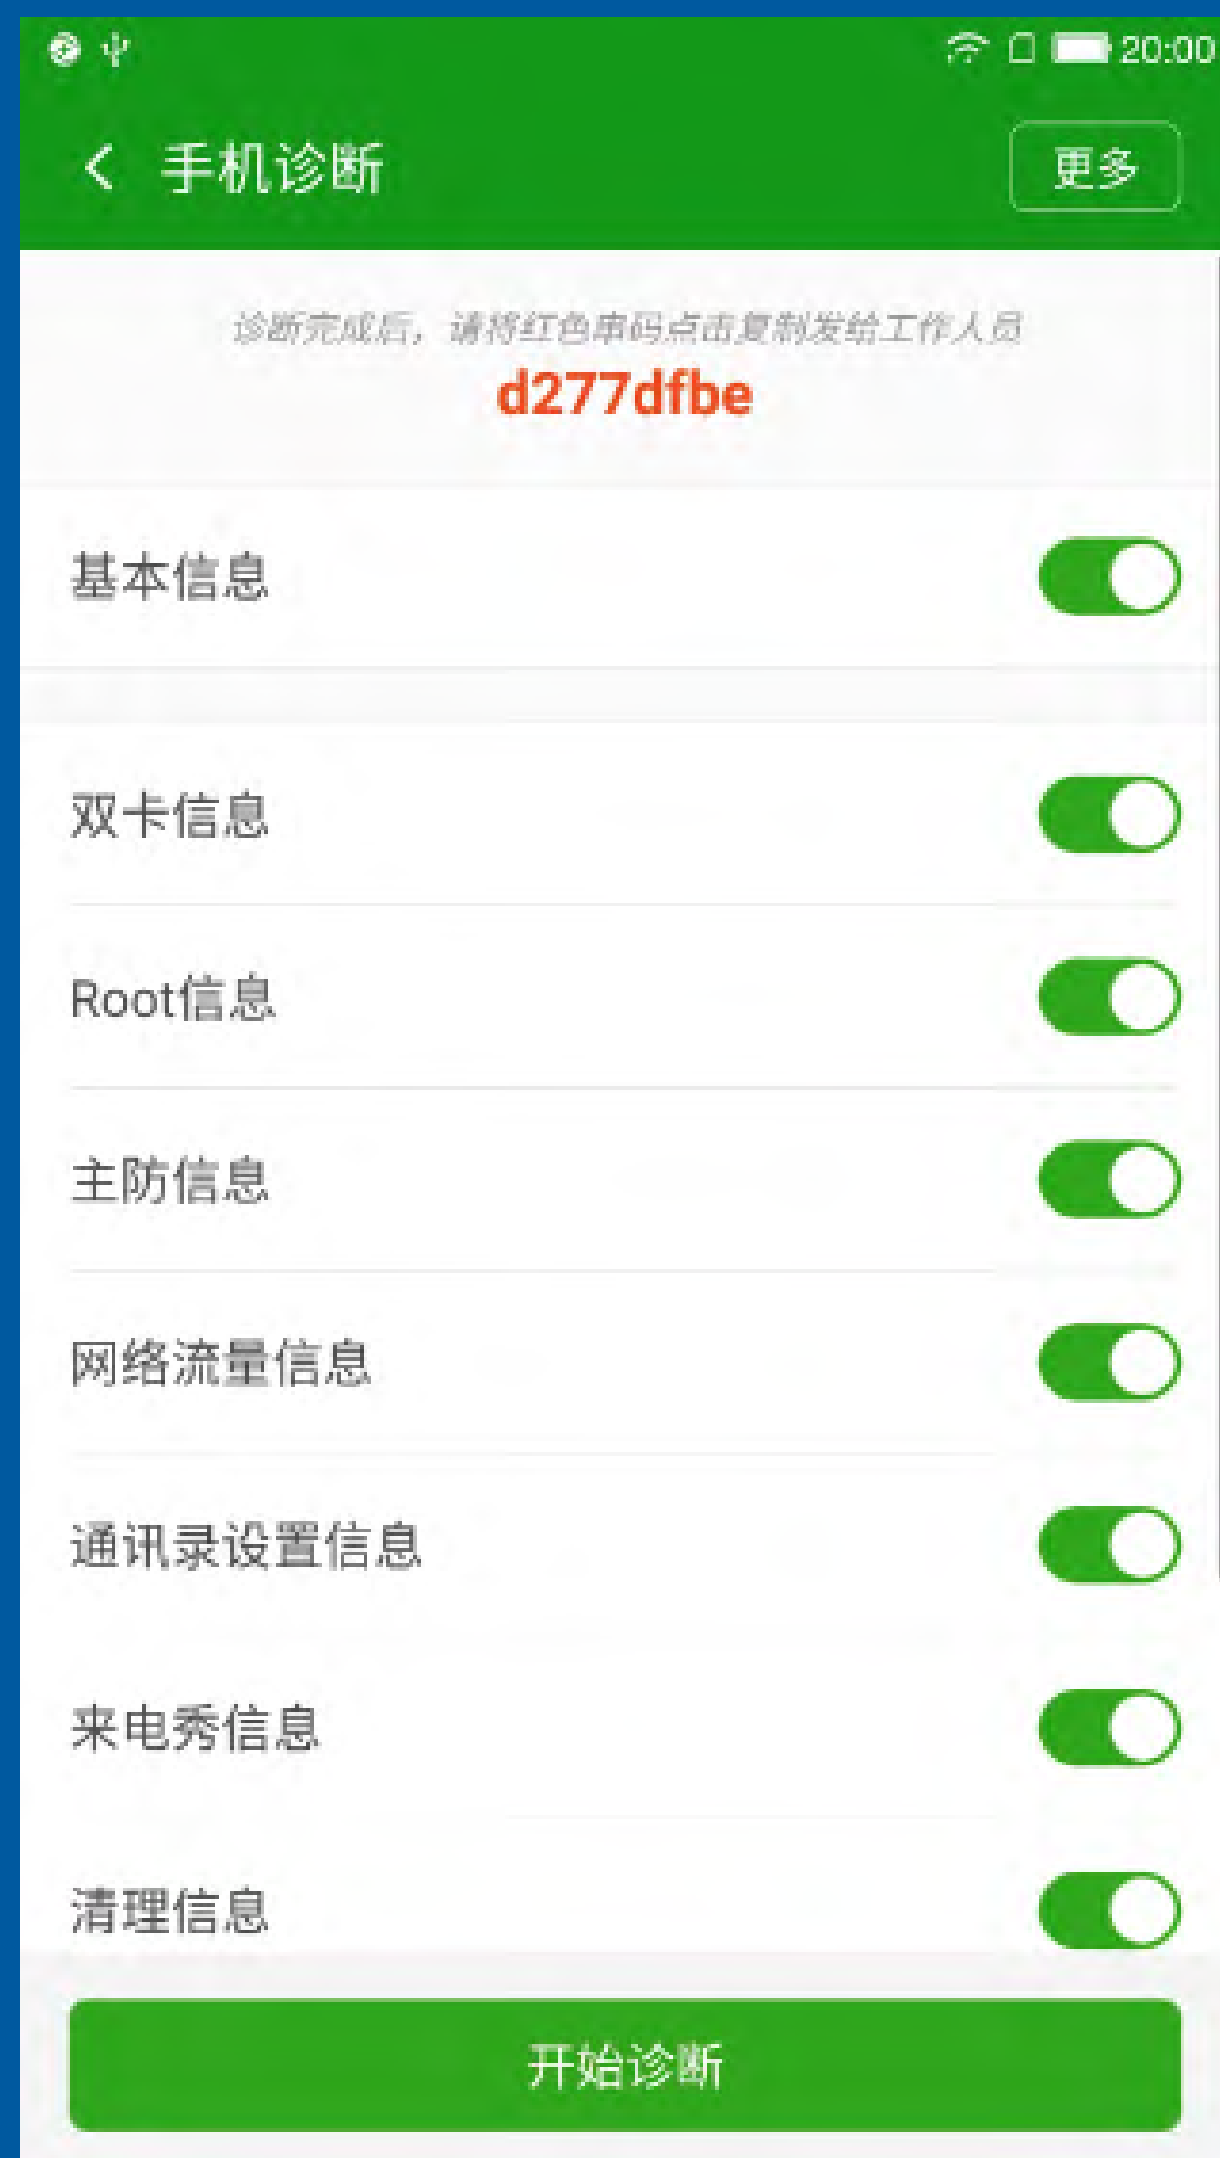 20:00
手机诊断
更多
诊断完成后，请将红色串码点击复制发给工作人员
d277dfbe
基本信息
双卡信息
Root信息
主防信息
网络流量信息
通讯录设置信息
来电秀信息
清理信息
开始诊断